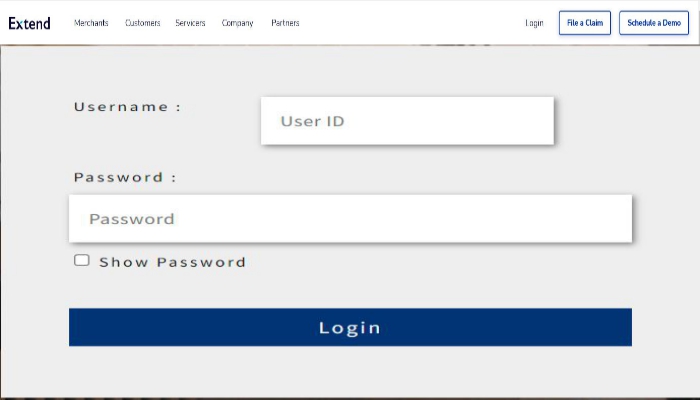 Extend Merchants Customers Servicers Company Partners Login File a Claim Schedule a Demo
Username :
User ID
Password :
Password
Show Password
Login